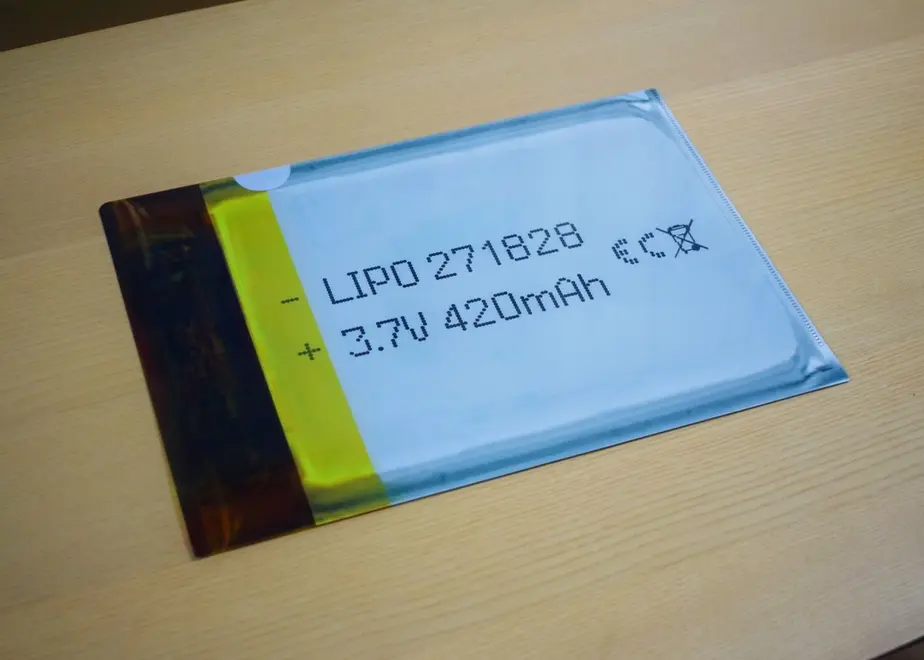 - LIPO 271828
+ 3.7V 420mAh
CE